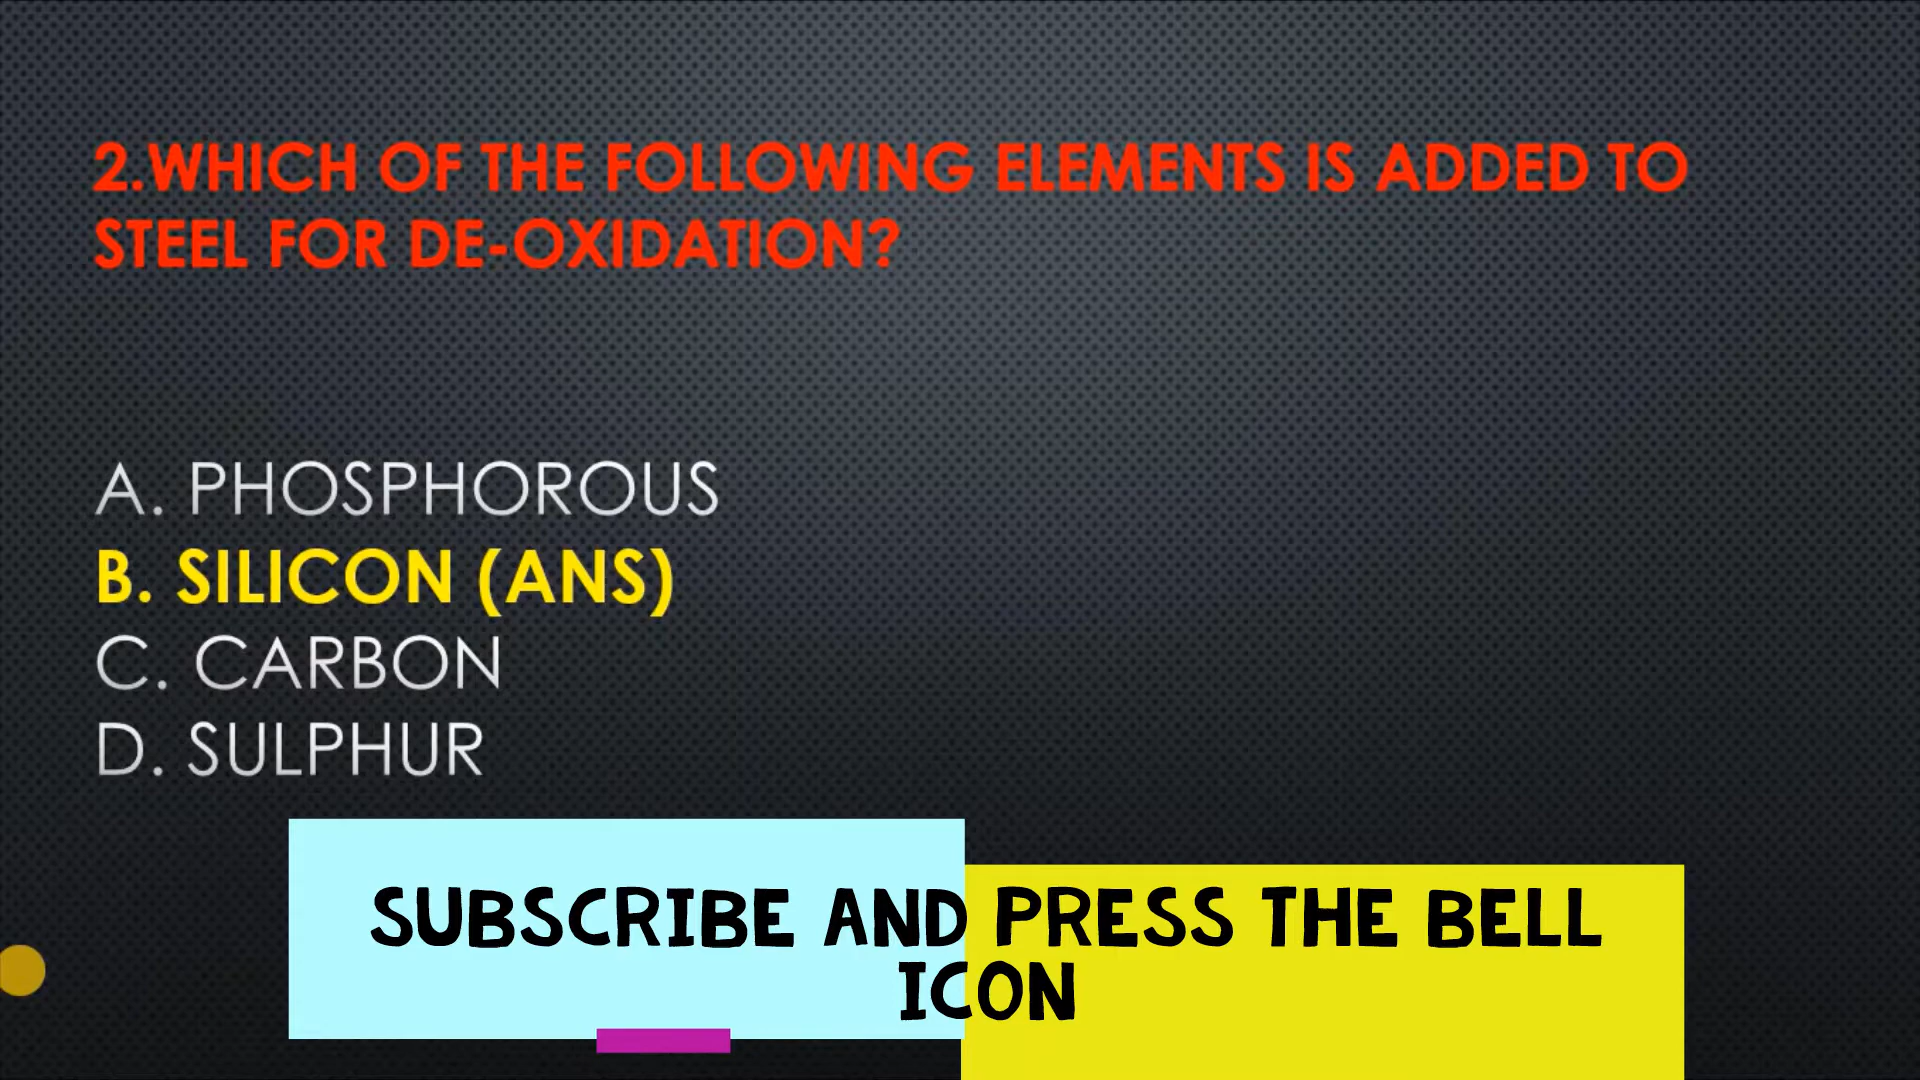 2.WHICH OF THE FOLLOWING ELEMENTS IS ADDED TO
STEEL FOR DE-OXIDATION?
A. PHOSPHOROUS
B. SILICON (ANS)
C. CARBON
D. SULPHUR
SUBSCRIBE AND PRESS THE BELL
ICON